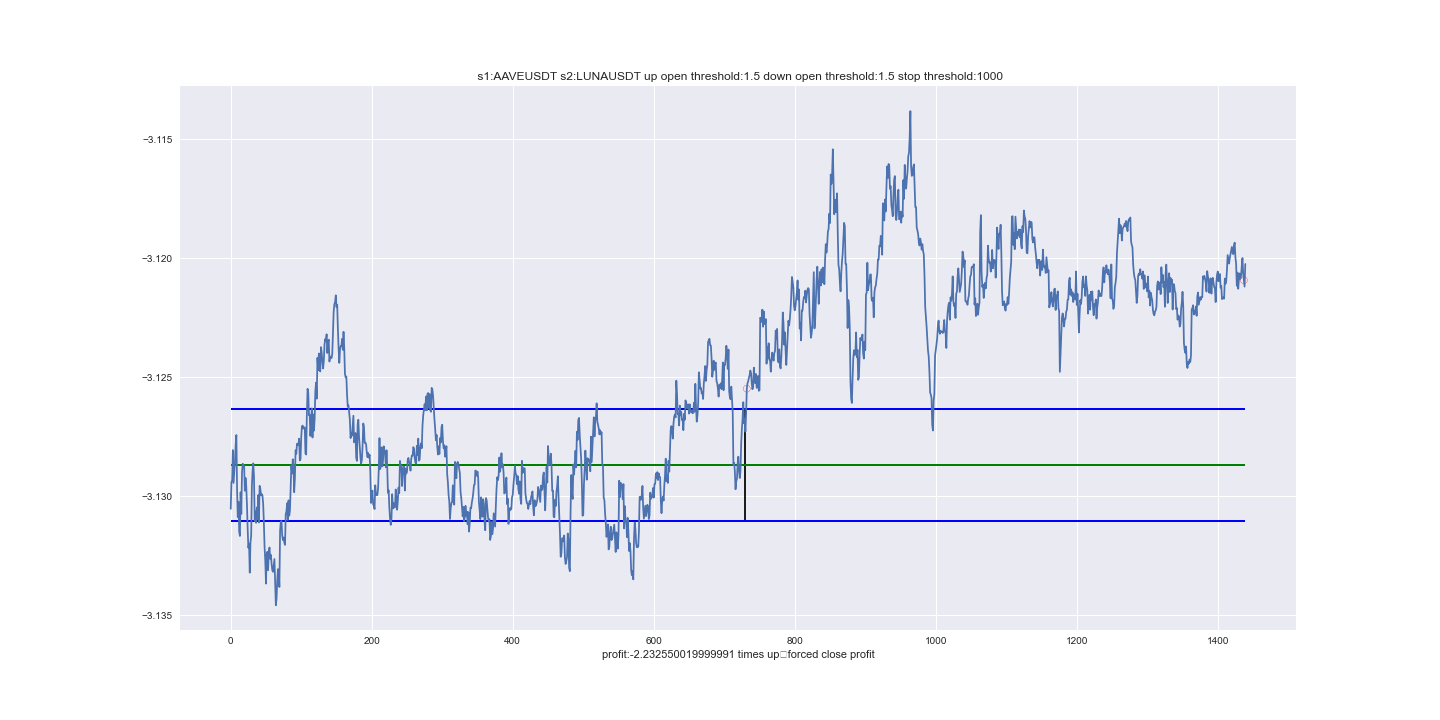 s1:AAVEUSDT s2:LUNAUSDT up open threshold:1.5 down open threshold:1.5 stop threshold:1000
−3.115
−3.120
−3.125
−3.130
−3.135
0 200 400 600 800 1000 1200 1400
profit:-2.232550019999991 times up□forced close profit